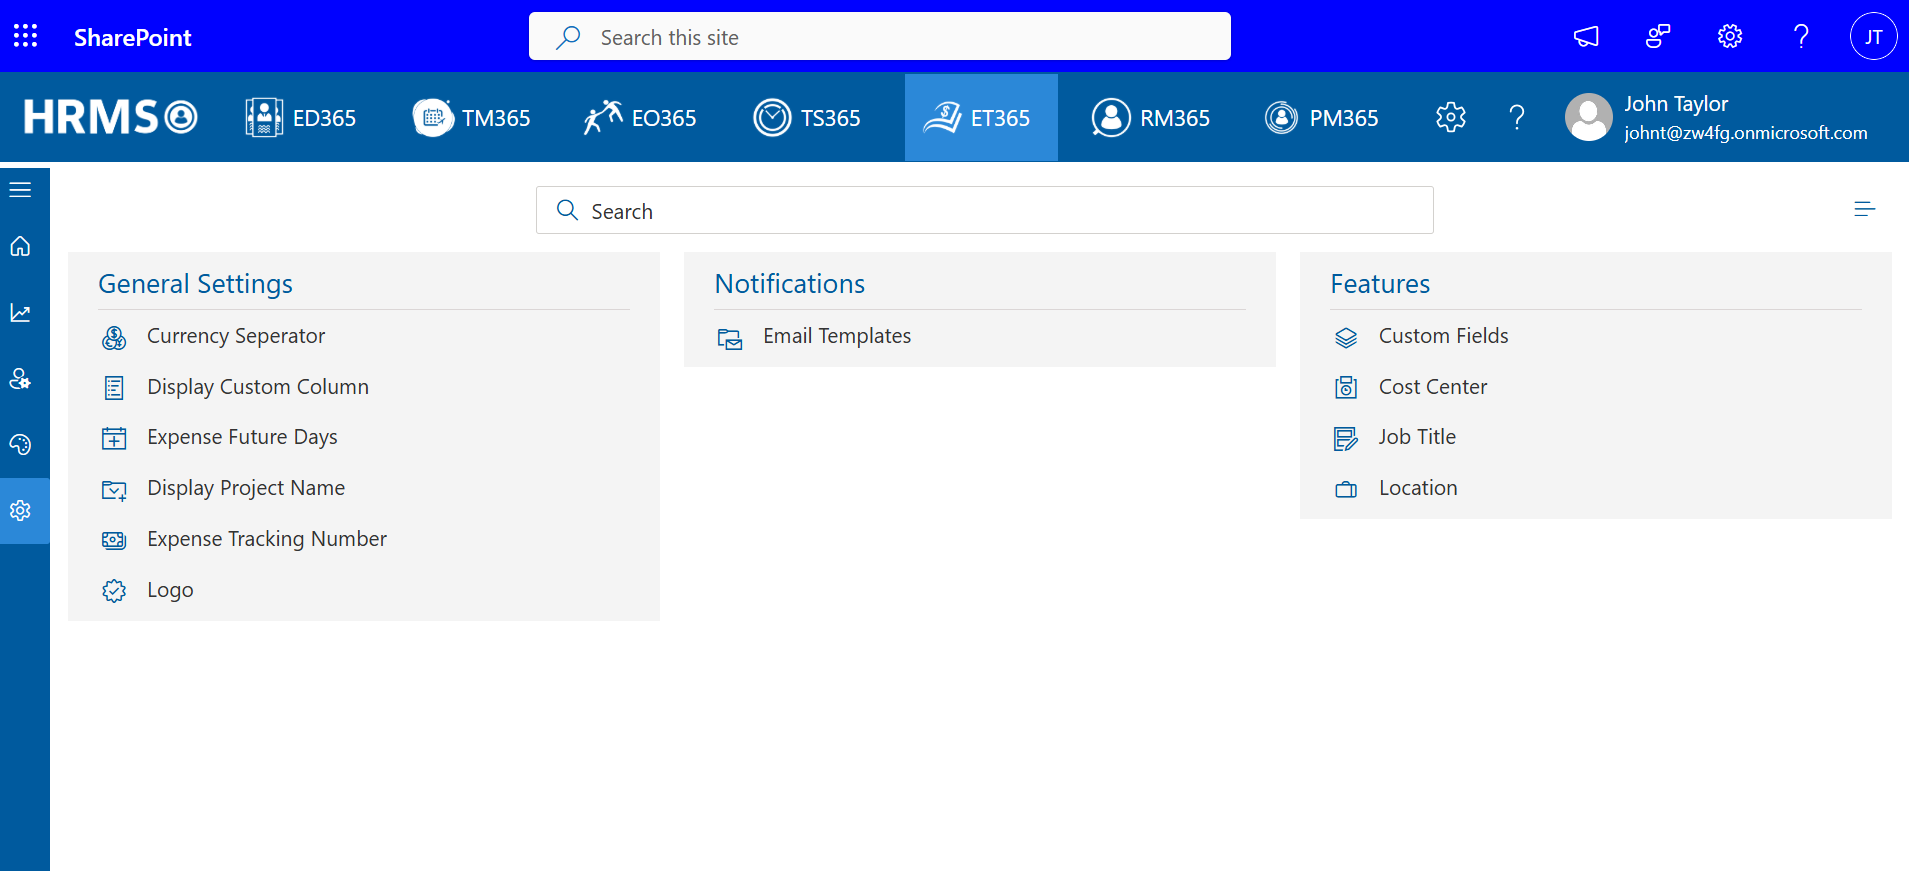 SharePoint
Search this site
JT
HRMS
ED365
TM365
EO365
TS365
ET365
RM365
PM365
John Taylor
johnt@zw4fg.onmicrosoft.com
Search
General Settings
Currency Seperator
Display Custom Column
Expense Future Days
Display Project Name
Expense Tracking Number
Logo
Notifications
Email Templates
Features
Custom Fields
Cost Center
Job Title
Location